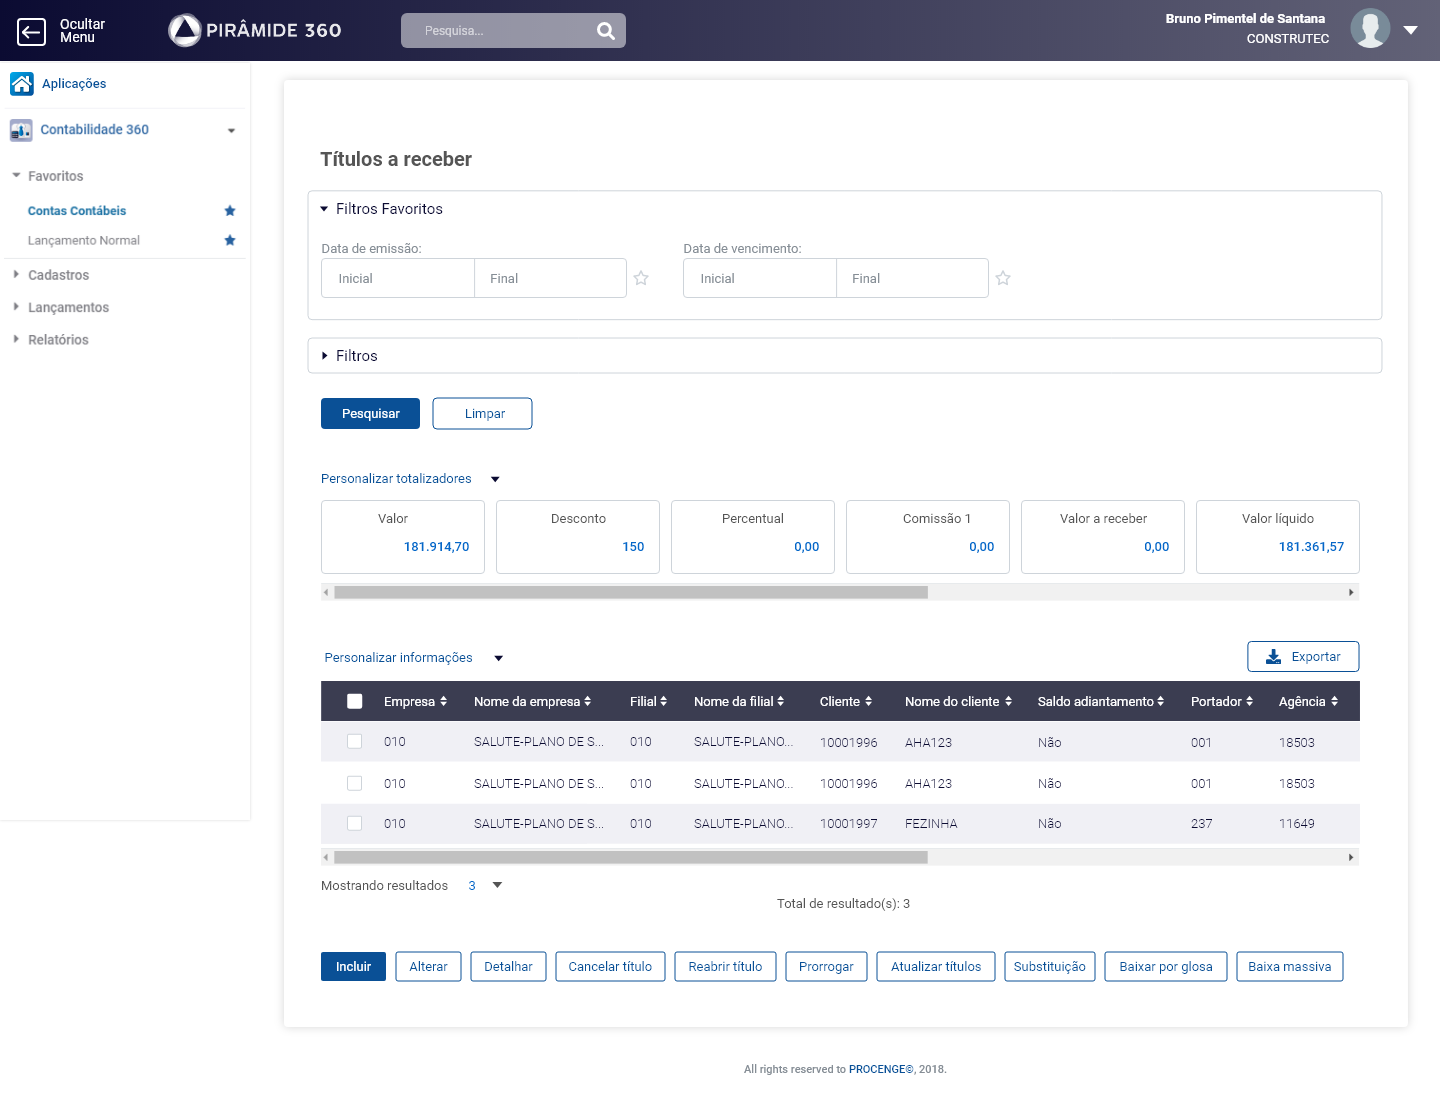 Ocultar
Menu
PIRÂMIDE 360
Pesquisa...
Bruno Pimentel de Santana
CONSTRUTEC
Aplicações
Contabilidade 360
Favoritos
Contas Contábeis
Lançamento Normal
Cadastros
Lançamentos
Relatórios
Títulos a receber
Filtros Favoritos
Data de emissão: Data de vencimento:
Inicial Final Inicial Final
Filtros
Pesquisar Limpar
Personalizar totalizadores
Valor Desconto Percentual Comissão 1 Valor a receber Valor líquido
181.914,70 150 0,00 0,00 0,00 181.361,57
Personalizar informações Exportar
Empresa Nome da empresa Filial Nome da filial Cliente Nome do cliente Saldo adiantamento Portador Agência
010 SALUTE-PLANO DE S... 010 SALUTE-PLANO... 10001996 AHA123 Não 001 18503
010 SALUTE-PLANO DE S... 010 SALUTE-PLANO... 10001996 AHA123 Não 001 18503
010 SALUTE-PLANO DE S... 010 SALUTE-PLANO... 10001997 FEZINHA Não 237 11649
Mostrando resultados 3
Total de resultado(s): 3
Incluir Alterar Detalhar Cancelar título Reabrir título Prorrogar Atualizar títulos Substituição Baixar por glosa Baixa massiva
All rights reserved to PROCENGE©, 2018.